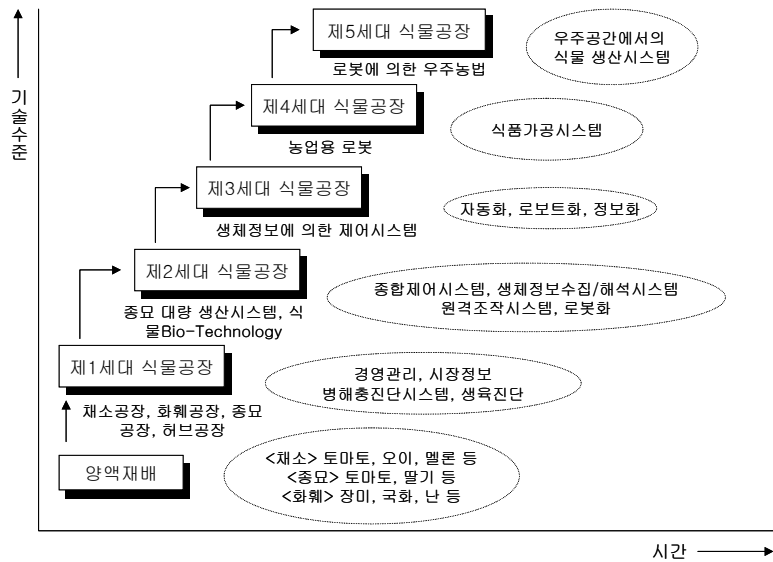 제5세대 식물공장
우주공간에서의
식물 생산시스템
로봇에 의한 우주농법
기술수준
제4세대 식물공장
식품가공시스템
농업용 로봇
제3세대 식물공장
자동화, 로보트화, 정보화
생체정보에 의한 제어시스템
제2세대 식물공장
종합제어시스템, 생체정보수집/해석시스템
원격조작시스템, 로봇화
종묘 대량 생산시스템, 식
물Bio-Technology
제1세대 식물공장
경영관리, 시장정보
병해충진단시스템, 생육진단
채소공장, 화훼공장, 종묘
공장, 허브공장
양액재배
<채소> 토마토, 오이, 멜론 등
<종묘> 토마토, 딸기 등
<화훼> 장미, 국화, 난 등
시간